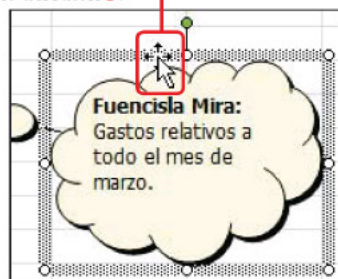 Fuencisla Mira:
Gastos relativos a
todo el mes de
marzo.